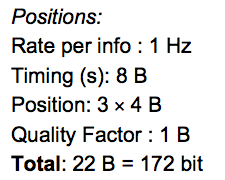 Positions:
Rate per info : 1 Hz
Timing (s): 8 B
Position: 3 × 4 B
Quality Factor : 1 B
Total: 22 B = 172 bit